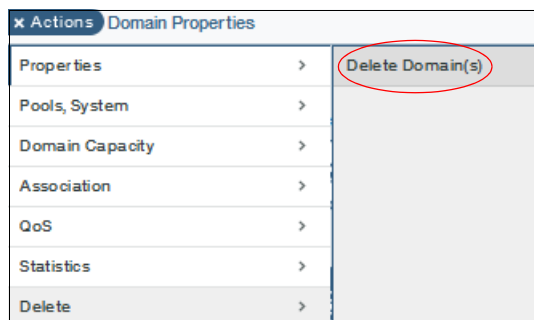 × Actions Domain Properties
Properties >
Delete Domain(s)
Pools, System >
Domain Capacity >
Association >
QoS >
Statistics >
Delete >